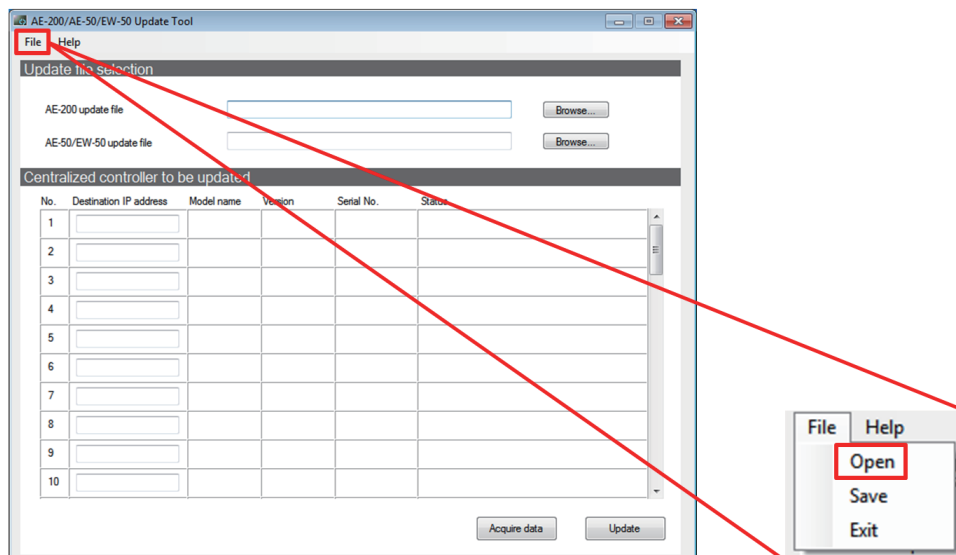 AE-200/AE-50/EW-50 Update Tool
File Help
Update file selection
AE-200 update file Browse...
AE-50/EW-50 update file Browse...
Centralized controller to be updated
No. Destination IP address Model name Version Serial No. Status
1
2
3
4
5
6
7
8
9
10
Acquire data Update
File Help
Open
Save
Exit